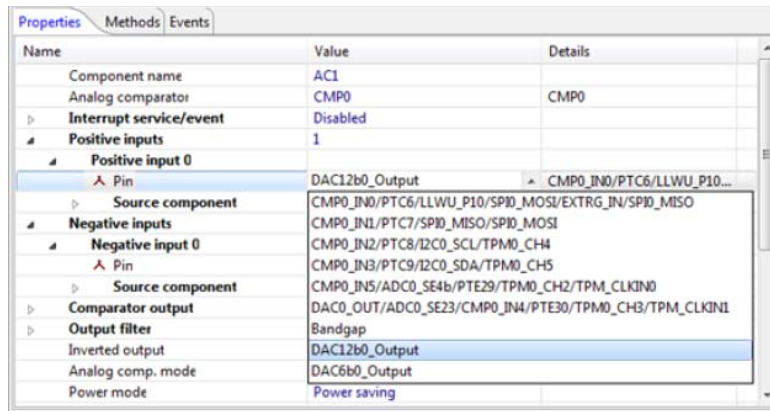 Properties Methods Events
Name Value Details
Component name AC1
Analog comparator CMP0 CMP0
Interrupt service/event Disabled
Positive inputs 1
Positive input 0
Pin DAC12b0_Output CMP0_IN0/PTC6/LLWU_P10...
Source component CMP0_IN0/PTC6/LLWU_P10/SPI0_MOSI/EXTRG_IN/SPI0_MISO
Negative inputs CMP0_IN1/PTC7/SPI0_MISO/SPI0_MOSI
Negative input 0 CMP0_IN2/PTC8/I2C0_SCL/TPM0_CH4
Pin CMP0_IN3/PTC9/I2C0_SDA/TPM0_CH5
Source component CMP0_IN5/ADC0_SE4b/PTE29/TPM0_CH2/TPM_CLKIN0
Comparator output DAC0_OUT/ADC0_SE23/CMP0_IN4/PTE30/TPM0_CH3/TPM_CLKIN1
Output filter Bandgap
Inverted output DAC12b0_Output
Analog comp. mode DAC6b0_Output
Power mode Power saving